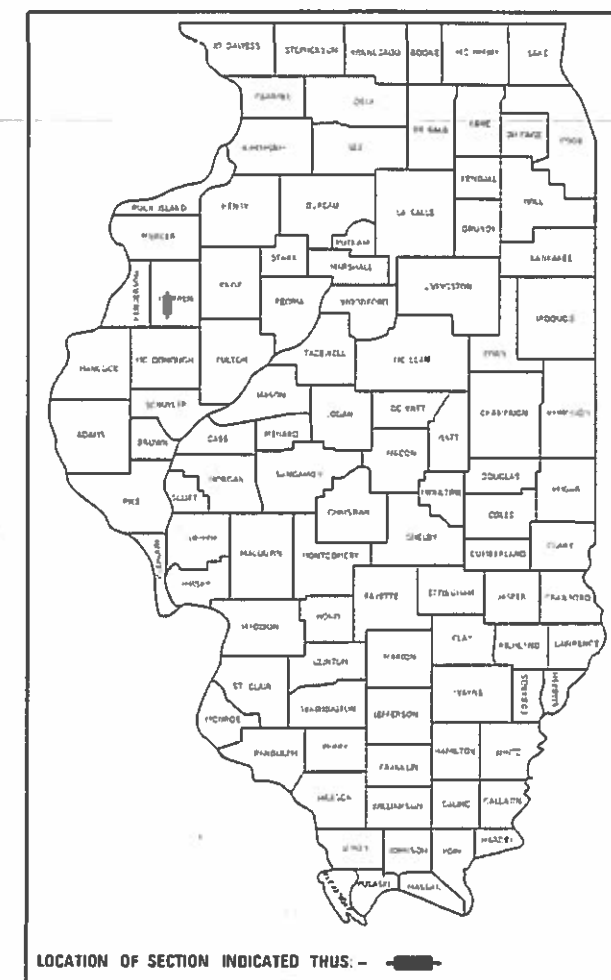 JO DAVIESS STEPHENSON WINNEBAGO BOONE MC HENRY LAKE
CARROLL OGLE
DE KALB KANE DU PAGE COOK
WHITESIDE LEE
KENDALL WILL
ROCK ISLAND HENRY BUREAU LA SALLE
MERCER PUTNAM GRUNDY
STARK MARSHALL KANKAKEE
HENDERSON KNOX PEORIA WOODFORD LIVINGSTON IROQUOIS
HANCOCK MC DONOUGH FULTON TAZEWELL MC LEAN FORD
SCHUYLER MASON LOGAN DE WITT CHAMPAIGN
ADAMS BROWN CASS MENARD PIATT
MACON
PIKE SCOTT MORGAN SANGAMON DOUGLAS EDGAR
CHRISTIAN MOULTRIE COLES
SHELBY
GREENE MACOUPIN MONTGOMERY CUMBERLAND CLARK
JERSEY FAYETTE EFFINGHAM JASPER CRAWFORD
MADISON BOND CLAY RICHLAND LAWRENCE
CLINTON MARION
ST. CLAIR WAYNE EDWARDS WABASH
MONROE WASHINGTON JEFFERSON
RANDOLPH PERRY HAMILTON WHITE
FRANKLIN
JACKSON WILLIAMSON SALINE GALLATIN
UNION JOHNSON POPE HARDIN
PULASKI MASSAC
LOCATION OF SECTION INDICATED THUS: -